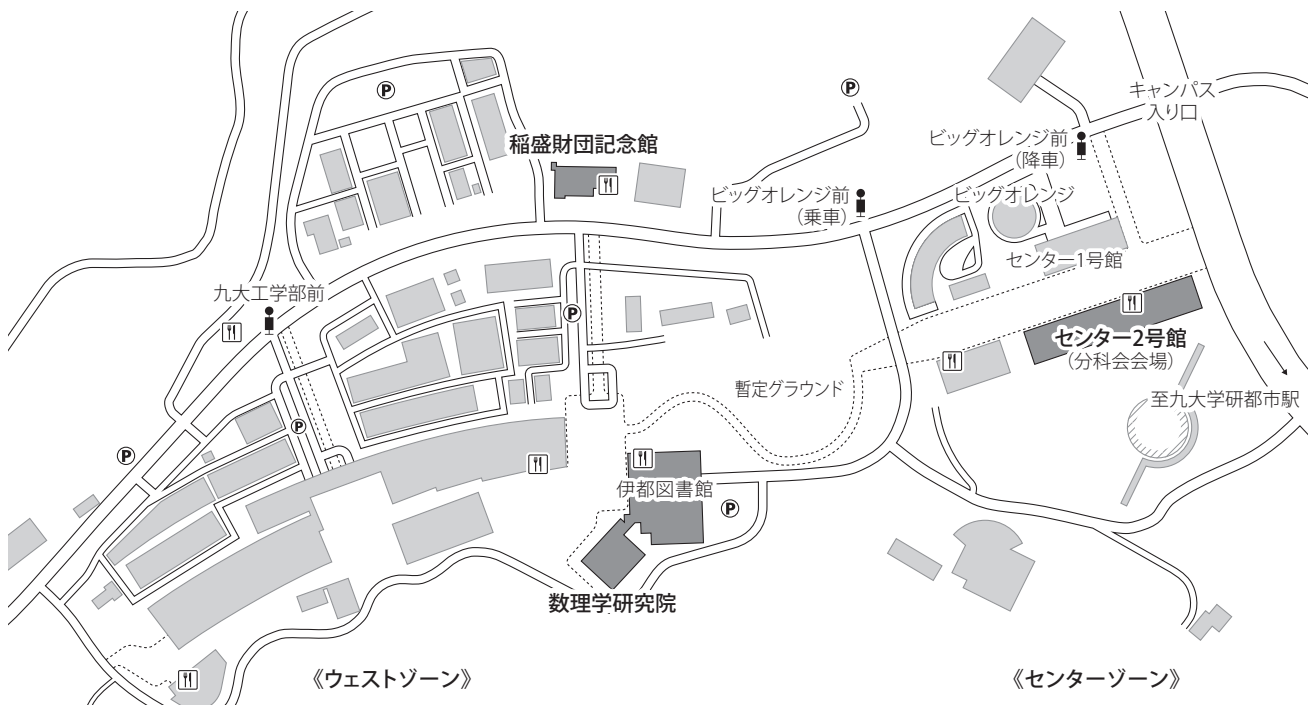 P
P
キャンパス
入り口
稲盛財団記念館
ビッグオレンジ前
(降車)
ビッグオレンジ前
(乗車)
ビッグオレンジ
センター1号館
九大工学部前
P
センター2号館
(分科会会場)
暫定グラウンド
至九大学研都市駅
P
P
伊都図書館
P
数理学研究院
《ウェストゾーン》
《センターゾーン》